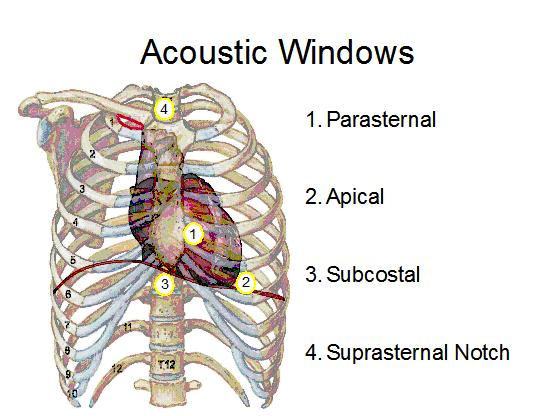 Acoustic Windows
1. Parasternal
2. Apical
3. Subcostal
4. Suprasternal Notch
4
1
2
3
4
1
5
3
2
6
7
11
8
T12
12
9
10